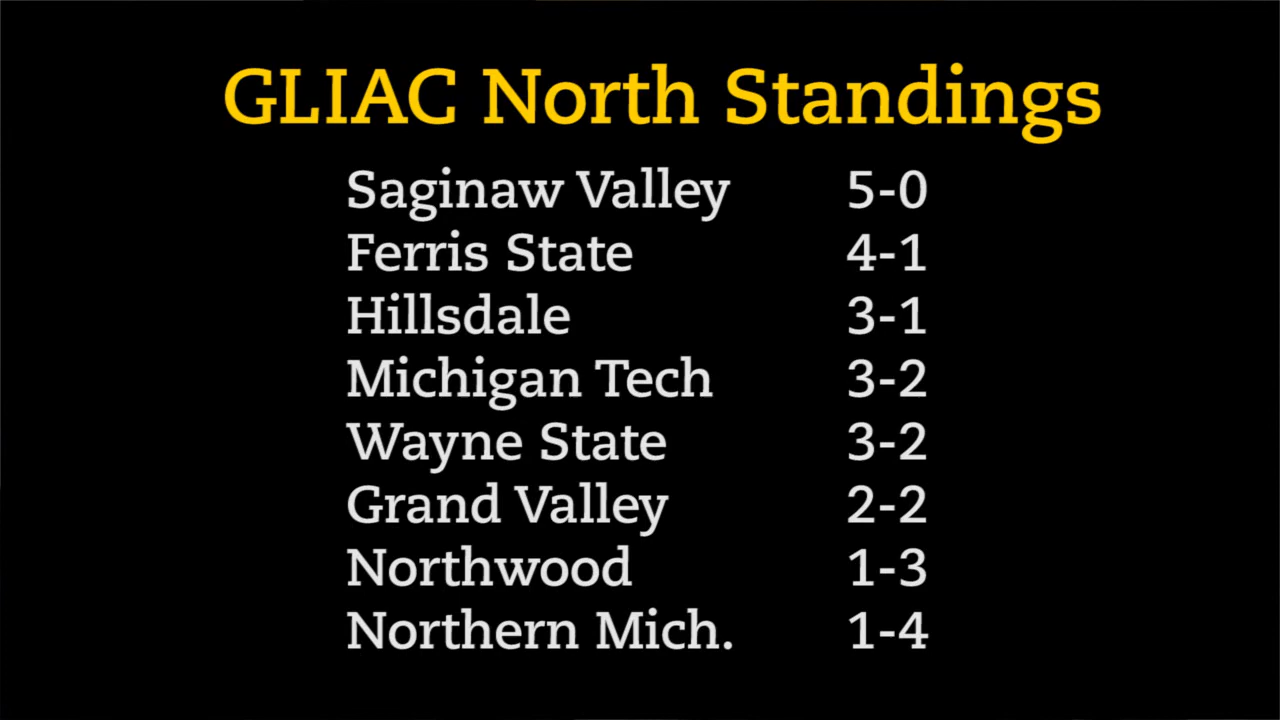 GLIAC North Standings
Saginaw Valley 5-0
Ferris State 4-1
Hillsdale 3-1
Michigan Tech 3-2
Wayne State 3-2
Grand Valley 2-2
Northwood 1-3
Northern Mich. 1-4